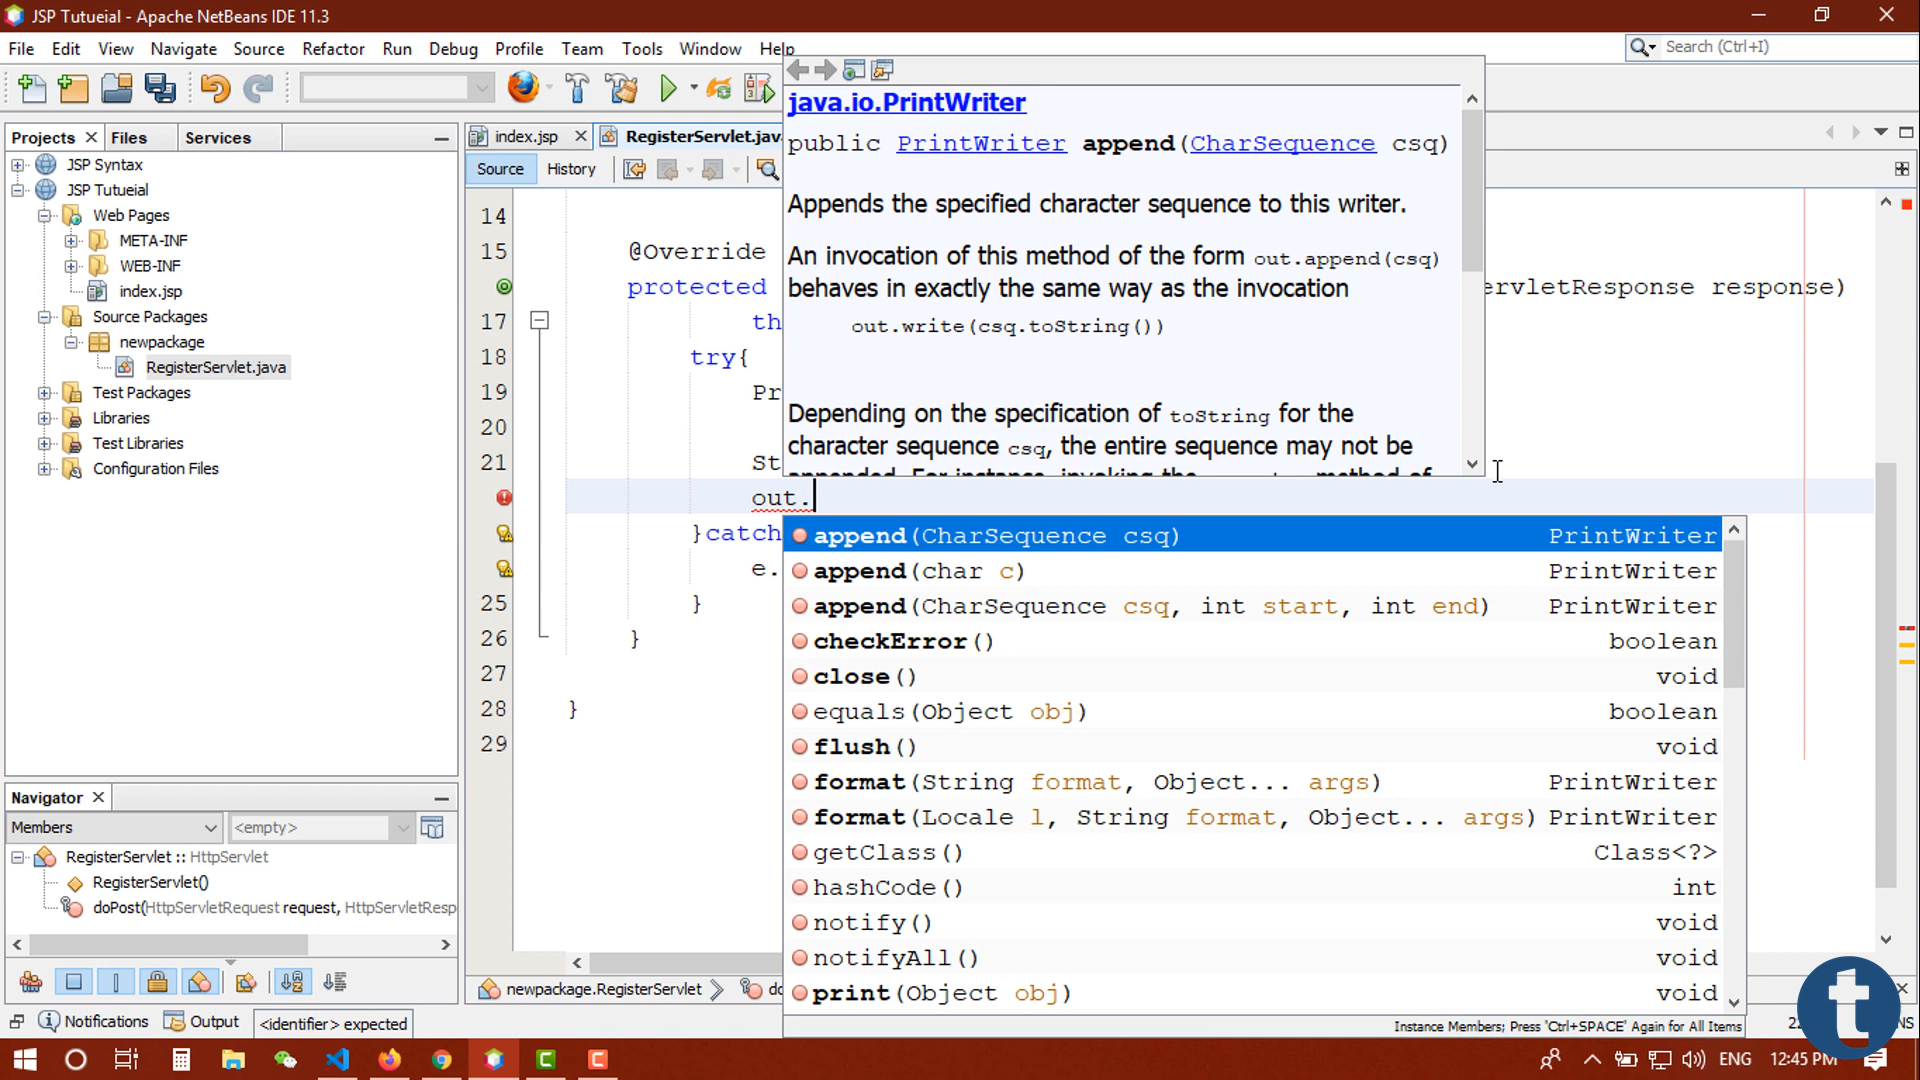 JSP Tutueial - Apache NetBeans IDE 11.3
File Edit View Navigate Source Refactor Run Debug Profile Team Tools Window Help
Search (Ctrl+I)
Projects Files Services
JSP Syntax
JSP Tutueial
Web Pages
META-INF
WEB-INF
index.jsp
Source Packages
newpackage
RegisterServlet.java
Test Packages
Libraries
Test Libraries
Configuration Files
Navigator
Members <empty>
RegisterServlet :: HttpServlet
RegisterServlet()
doPost(HttpServletRequest request, HttpServletResp
index.jsp RegisterServlet.java
Source History
14
15 @Override
protected ervletResponse response)
17 th
18 try{
19 Pr
20
21 St
out.
}catch
e.
25 }
26 }
27
28 }
29
java.io.PrintWriter
public PrintWriter append(CharSequence csq)
Appends the specified character sequence to this writer.
An invocation of this method of the form out.append(csq)
behaves in exactly the same way as the invocation
out.write(csq.toString())
Depending on the specification of toString for the
character sequence csq, the entire sequence may not be
appended. For instance, invoking the method of
append(CharSequence csq) PrintWriter
append(char c) PrintWriter
append(CharSequence csq, int start, int end) PrintWriter
checkError() boolean
close() void
equals(Object obj) boolean
flush() void
format(String format, Object... args) PrintWriter
format(Locale l, String format, Object... args) PrintWriter
getClass() Class<?>
hashCode() int
notify() void
notifyAll() void
print(Object obj) void
Instance Members; Press 'Ctrl+SPACE' Again for All Items
newpackage.RegisterServlet do
Notifications Output <identifier> expected
22
NS
t
ENG 12:45 PM